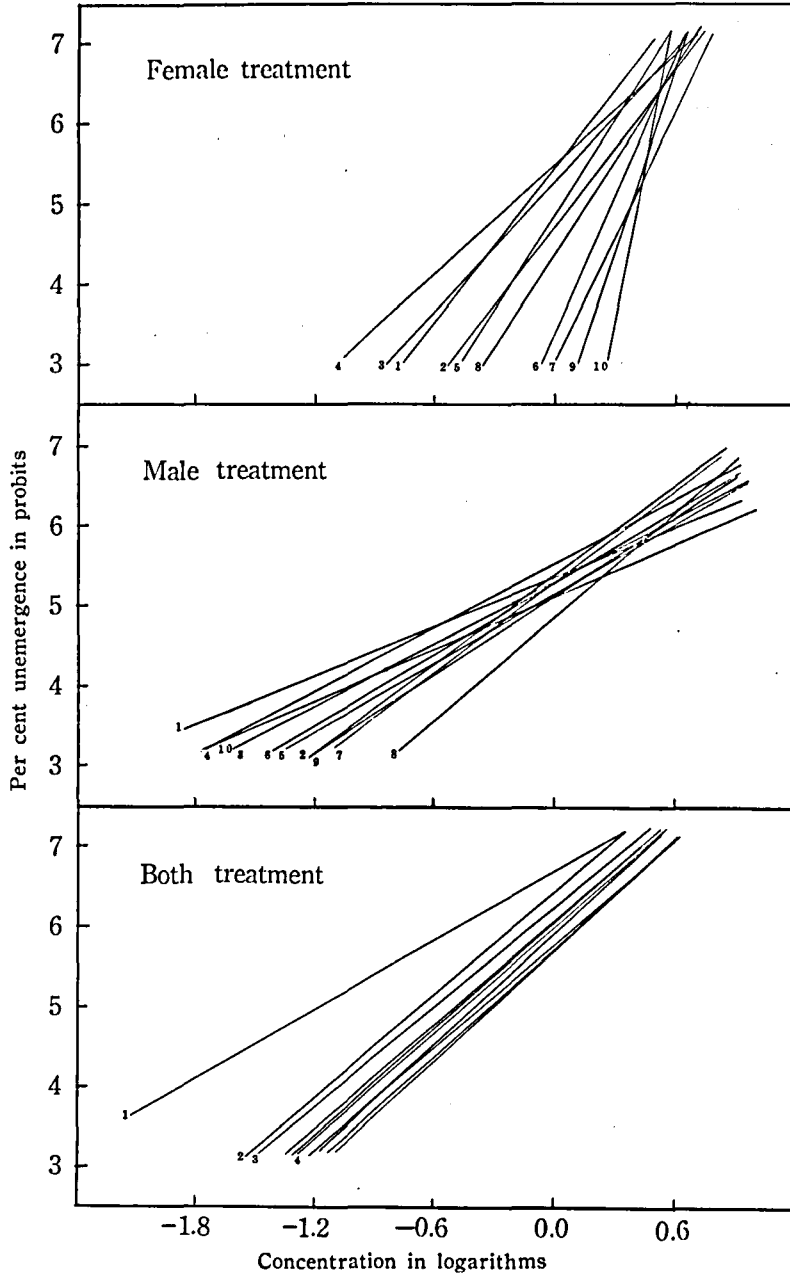 7
Female treatment
6
5
4
3
4 3 1 2 5 8 6 7 9 10
7
Male treatment
6
5
4
3
1
4 10 3 6 5 2 9 7 8
7
Both treatment
6
5
4
3
1
2 3 4
-1.8 -1.2 -0.6 0.0 0.6
Concentration in logarithms
Per cent unemergence in probits